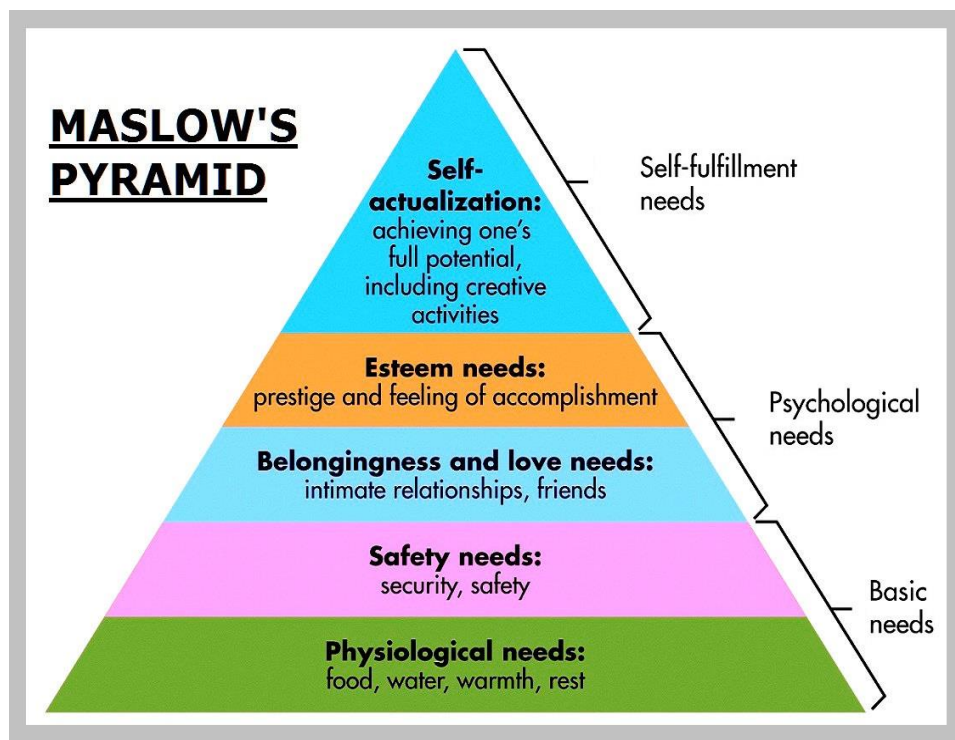 MASLOW'S
PYRAMID
Self-
actualization:
achieving one's
full potential,
including creative
activities
Self-fulfillment
needs
Esteem needs:
prestige and feeling of accomplishment
Belongingness and love needs:
intimate relationships, friends
Psychological
needs
Safety needs:
security, safety
Physiological needs:
food, water, warmth, rest
Basic
needs